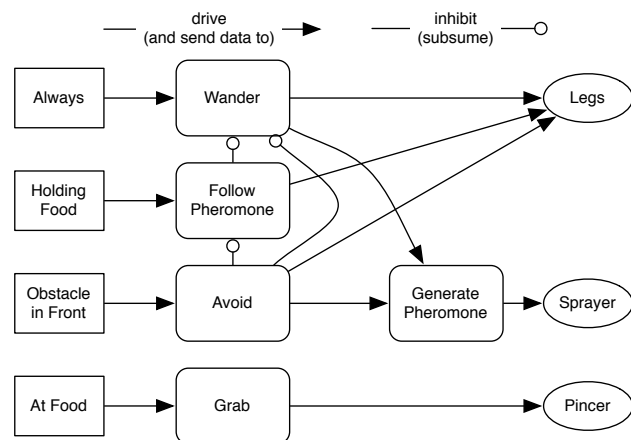 drive
(and send data to)
inhibit
(subsume)
Always
Wander
Legs
Holding
Food
Follow
Pheromone
Obstacle
in Front
Avoid
Generate
Pheromone
Sprayer
At Food
Grab
Pincer